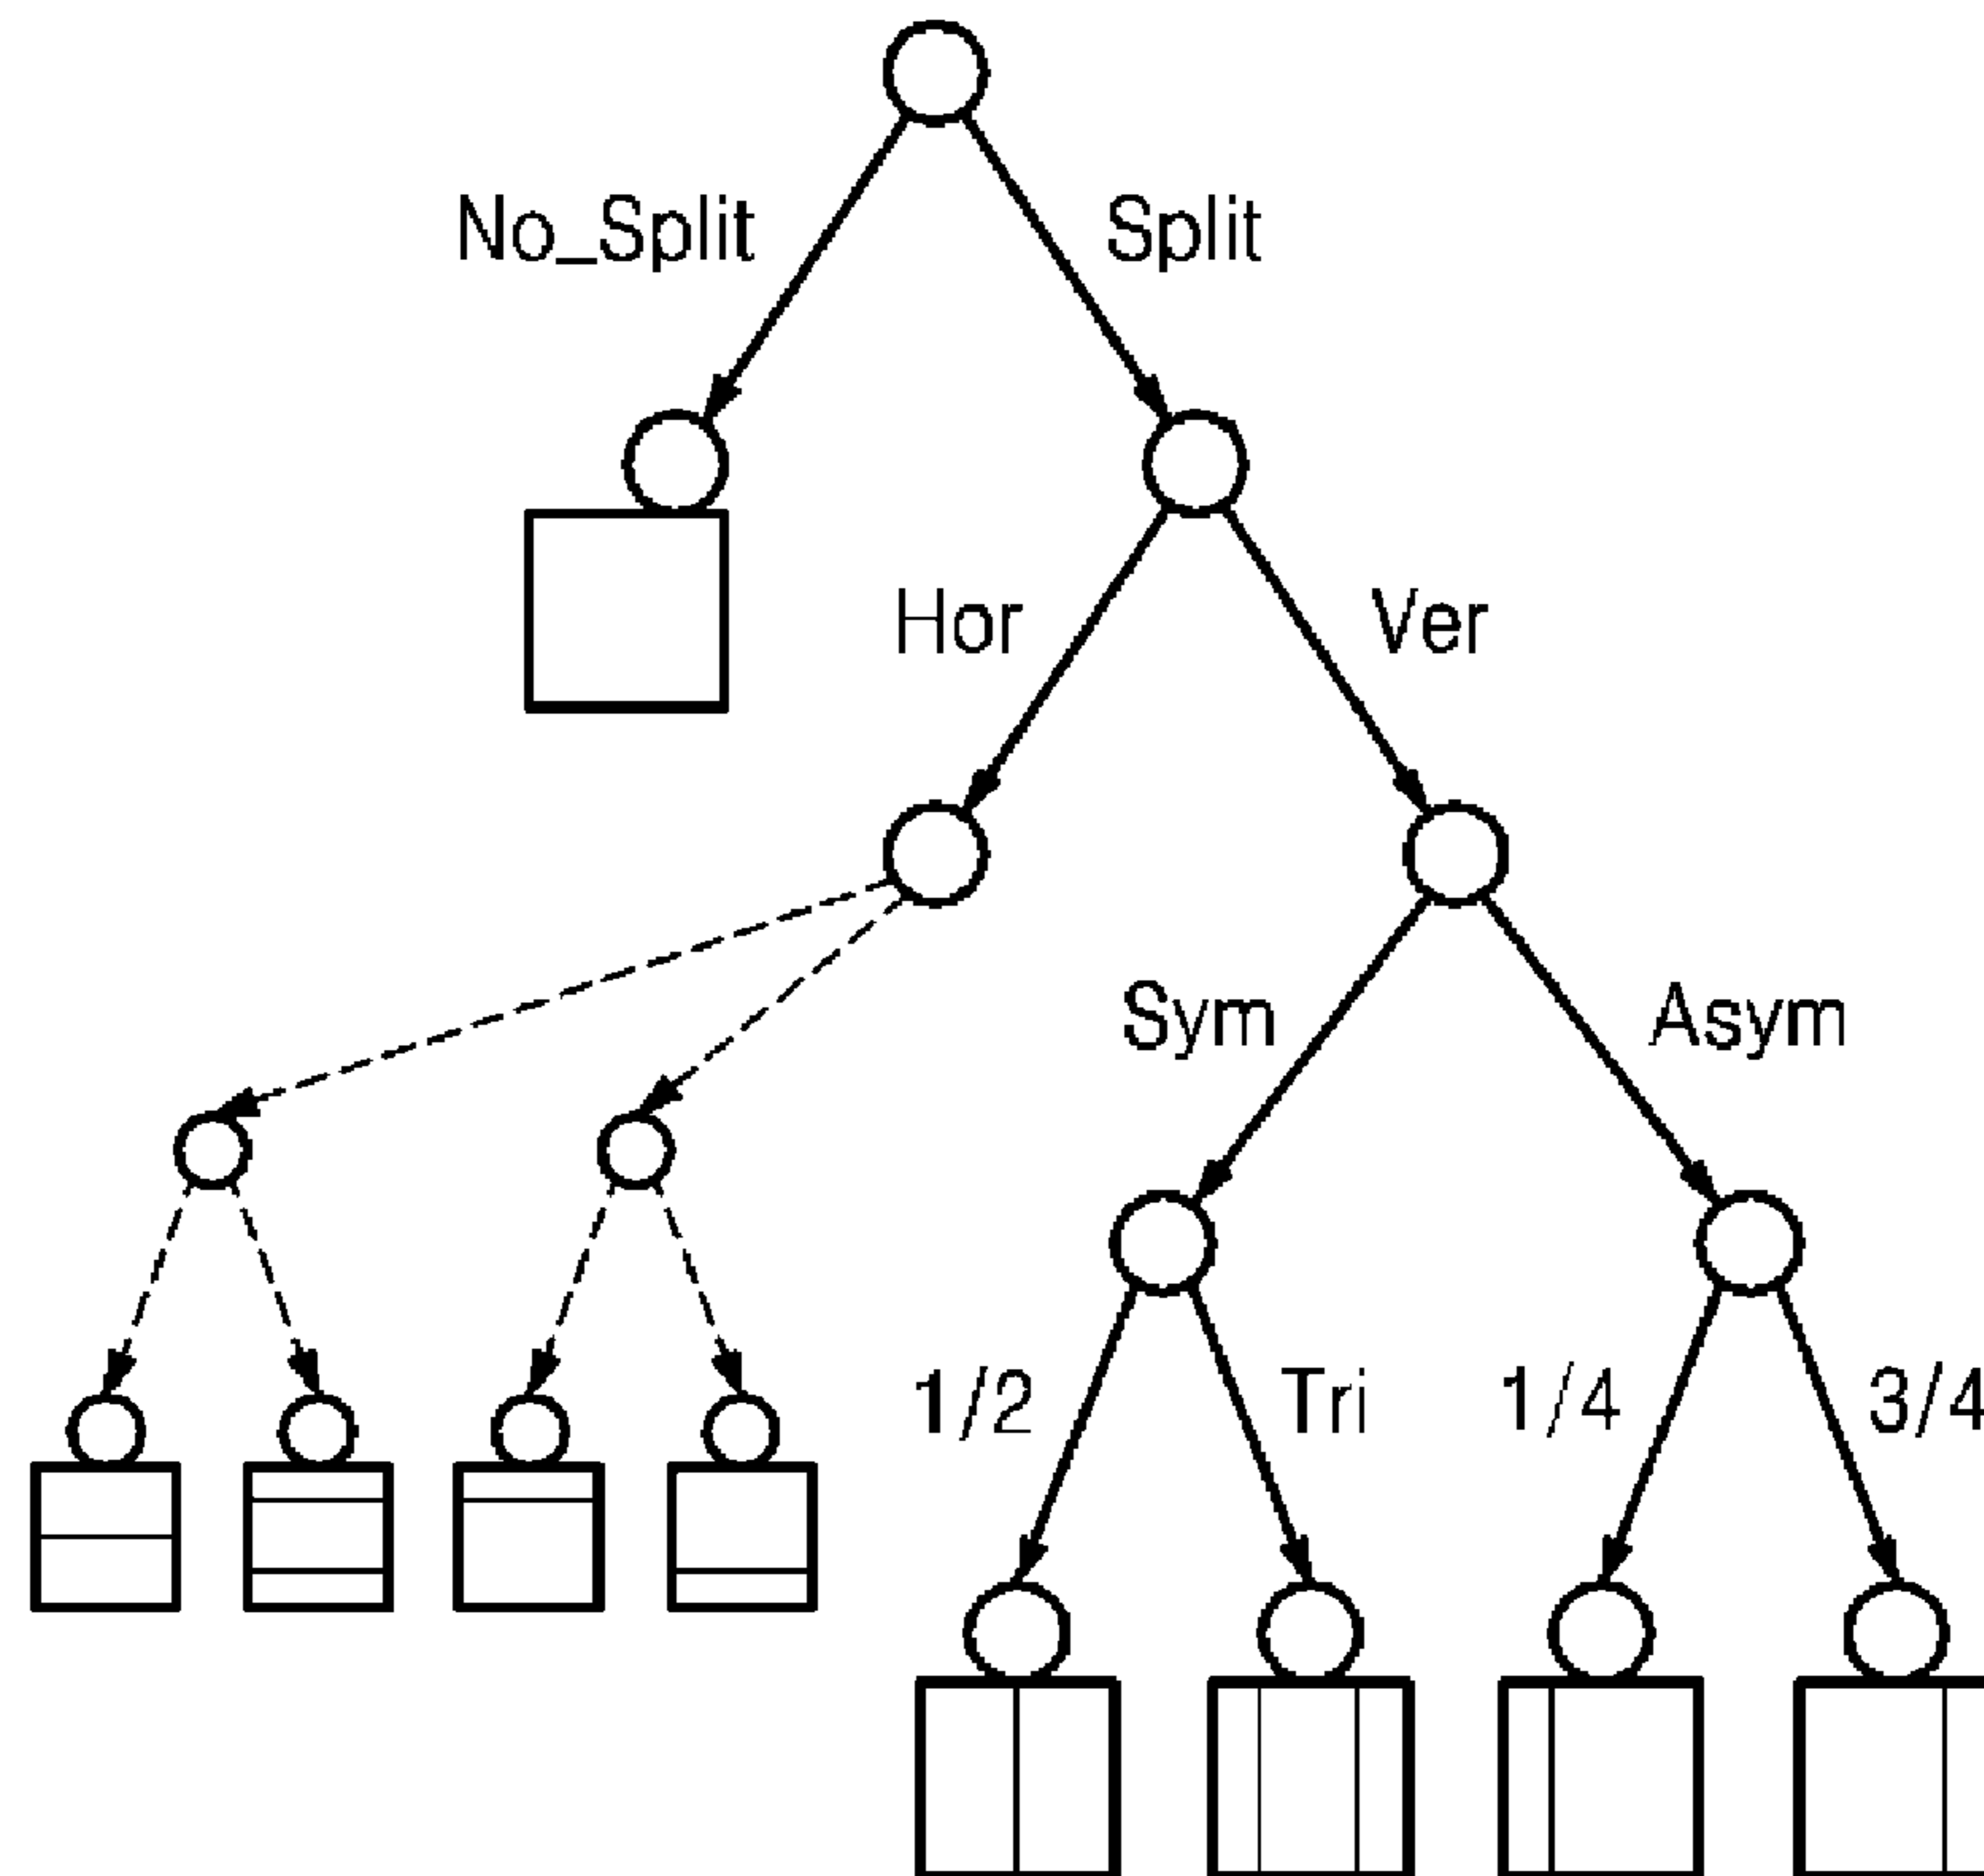 No_Split Split
Hor Ver
Sym Asym
1/2 Tri 1/4 3/4